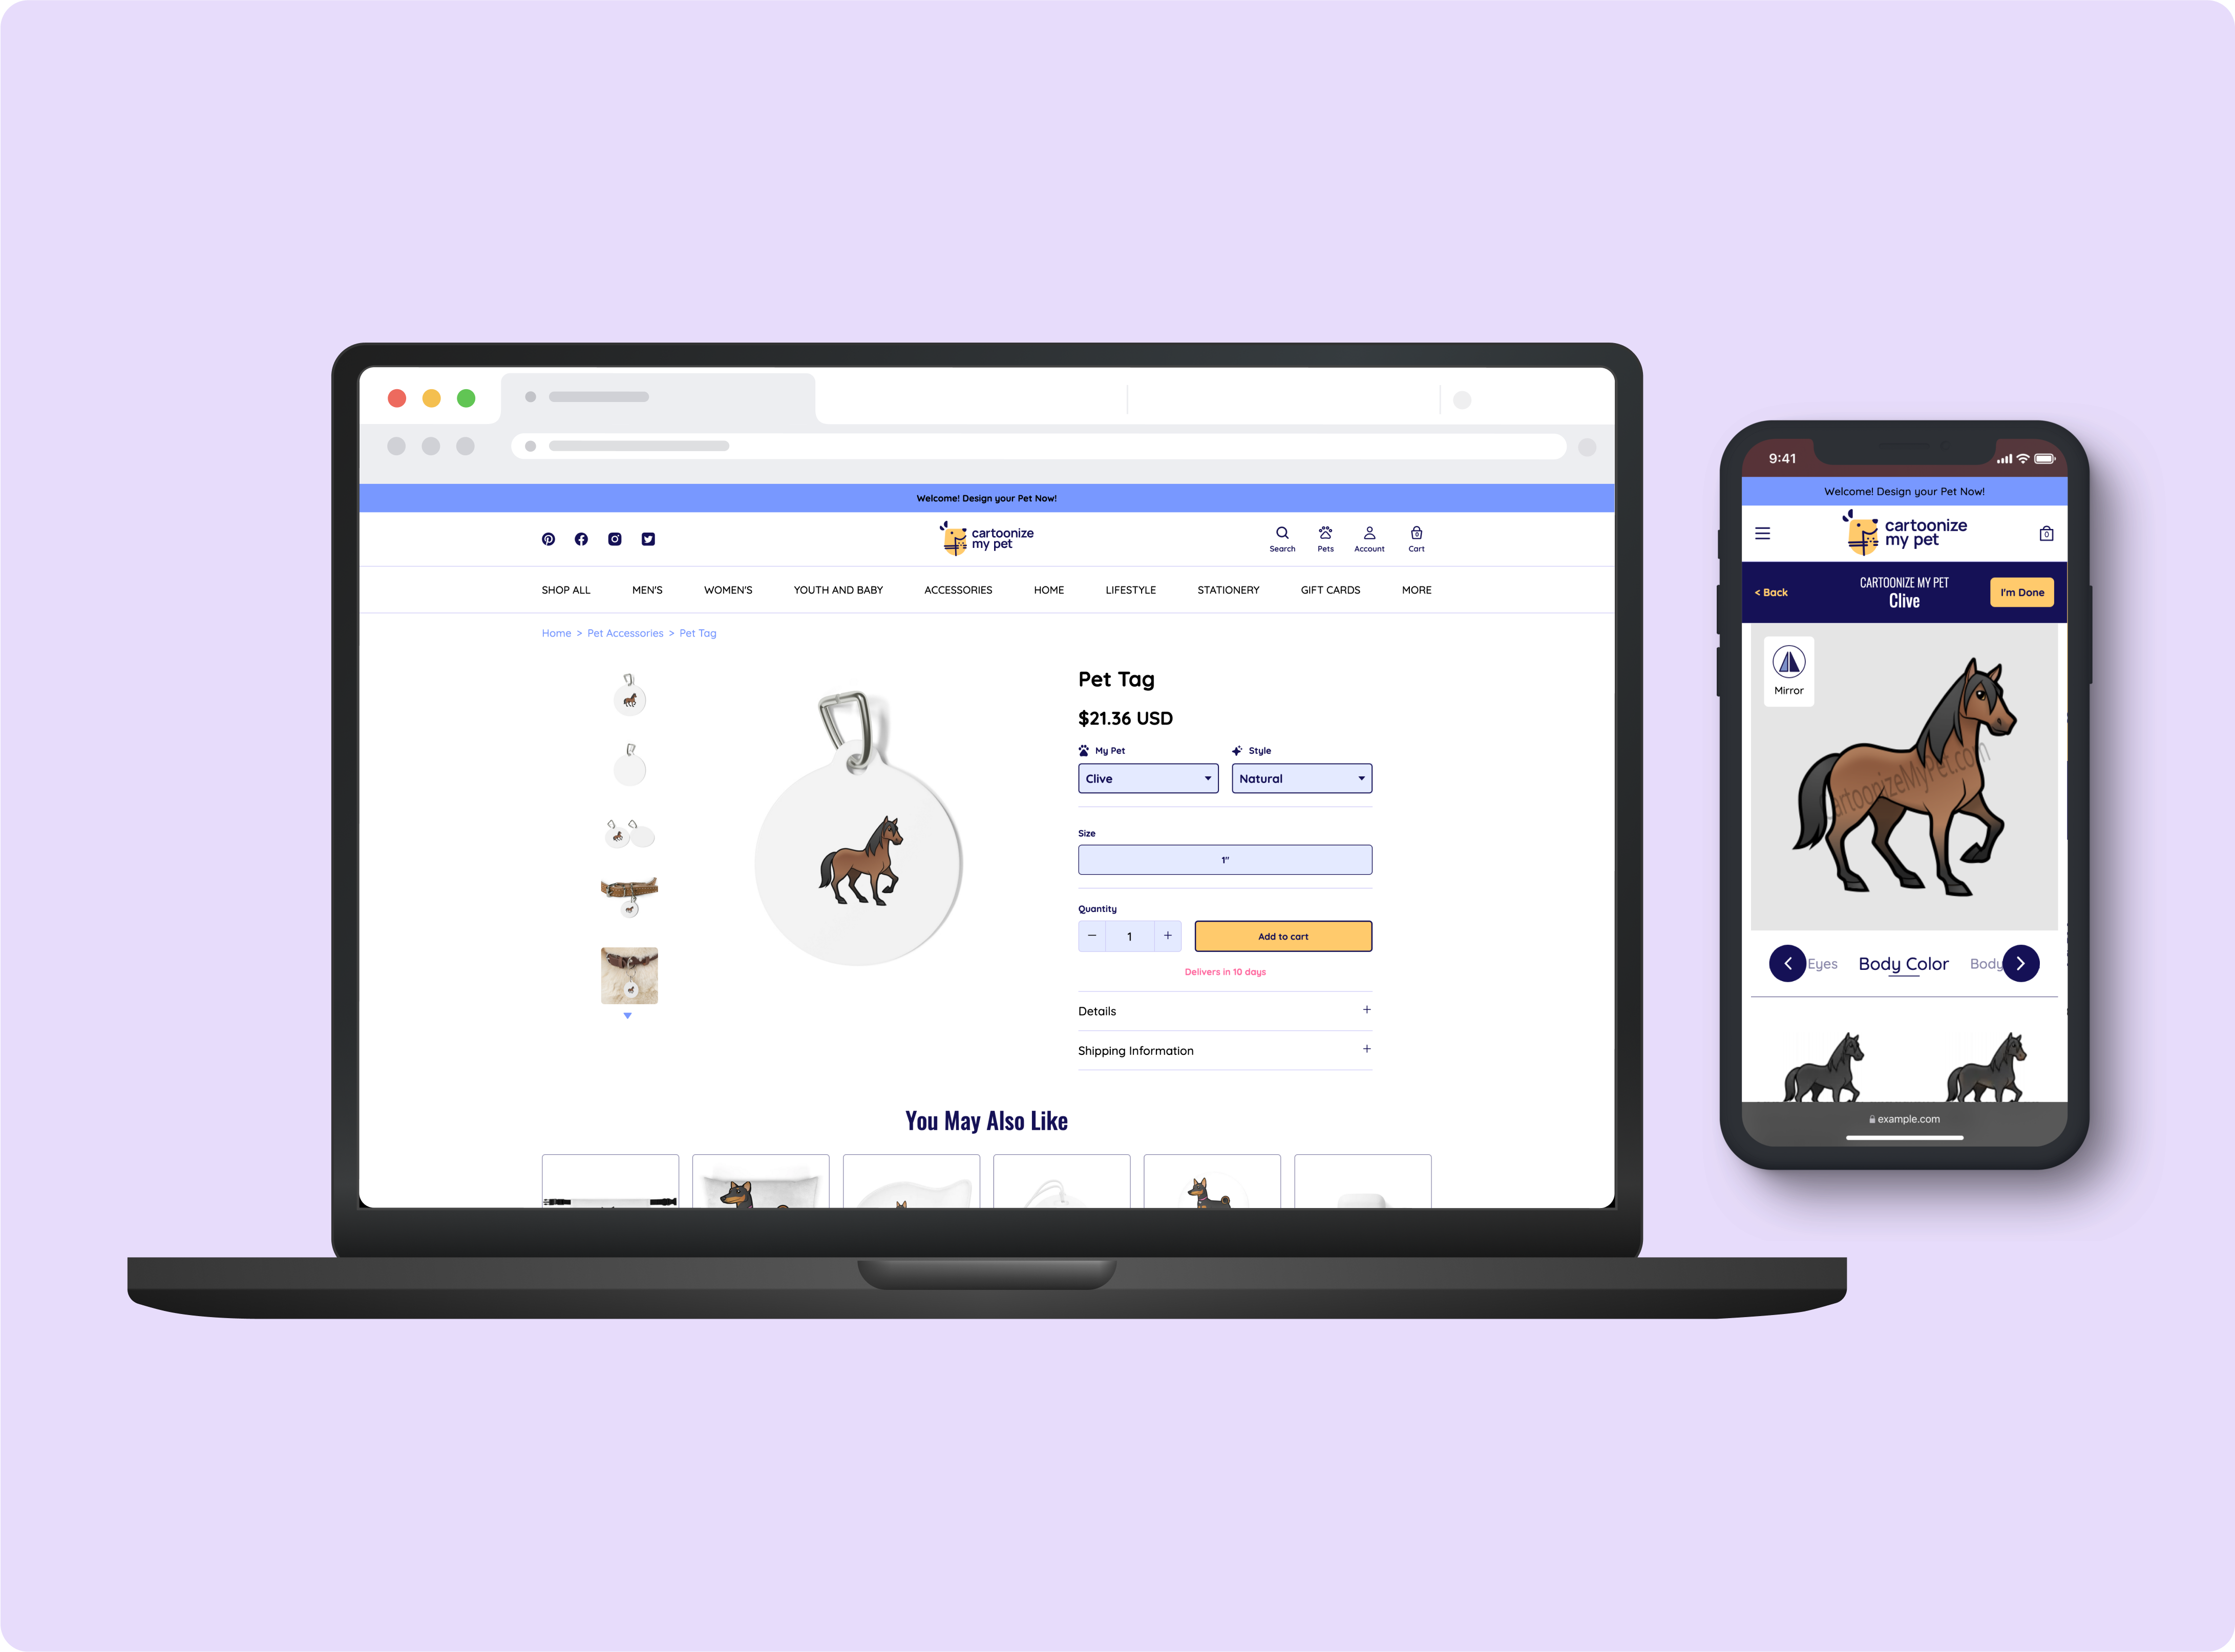 Welcome! Design your Pet Now!
cartoonize
my pet
Search
Pets
Account
0
Cart
SHOP ALL
MEN'S
WOMEN'S
YOUTH AND BABY
ACCESSORIES
HOME
LIFESTYLE
STATIONERY
GIFT CARDS
MORE
Home > Pet Accessories > Pet Tag
Pet Tag
$21.36 USD
My Pet
Style
Clive
Natural
Size
1"
Quantity
− 1 +
Add to cart
Delivers in 10 days
Details +
Shipping Information +
You May Also Like
9:41
Welcome! Design your Pet Now!
cartoonize
my pet
0
< Back
CARTOONIZE MY PET
Clive
I'm Done
Mirror
CartoonizeMyPet.com
Eyes
Body Color
Body
example.com